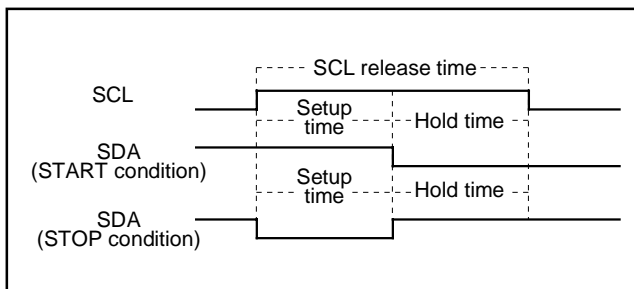 SCL release time
SCL
Setup
time
Hold time
SDA
(START condition)
Setup
time
Hold time
SDA
(STOP condition)